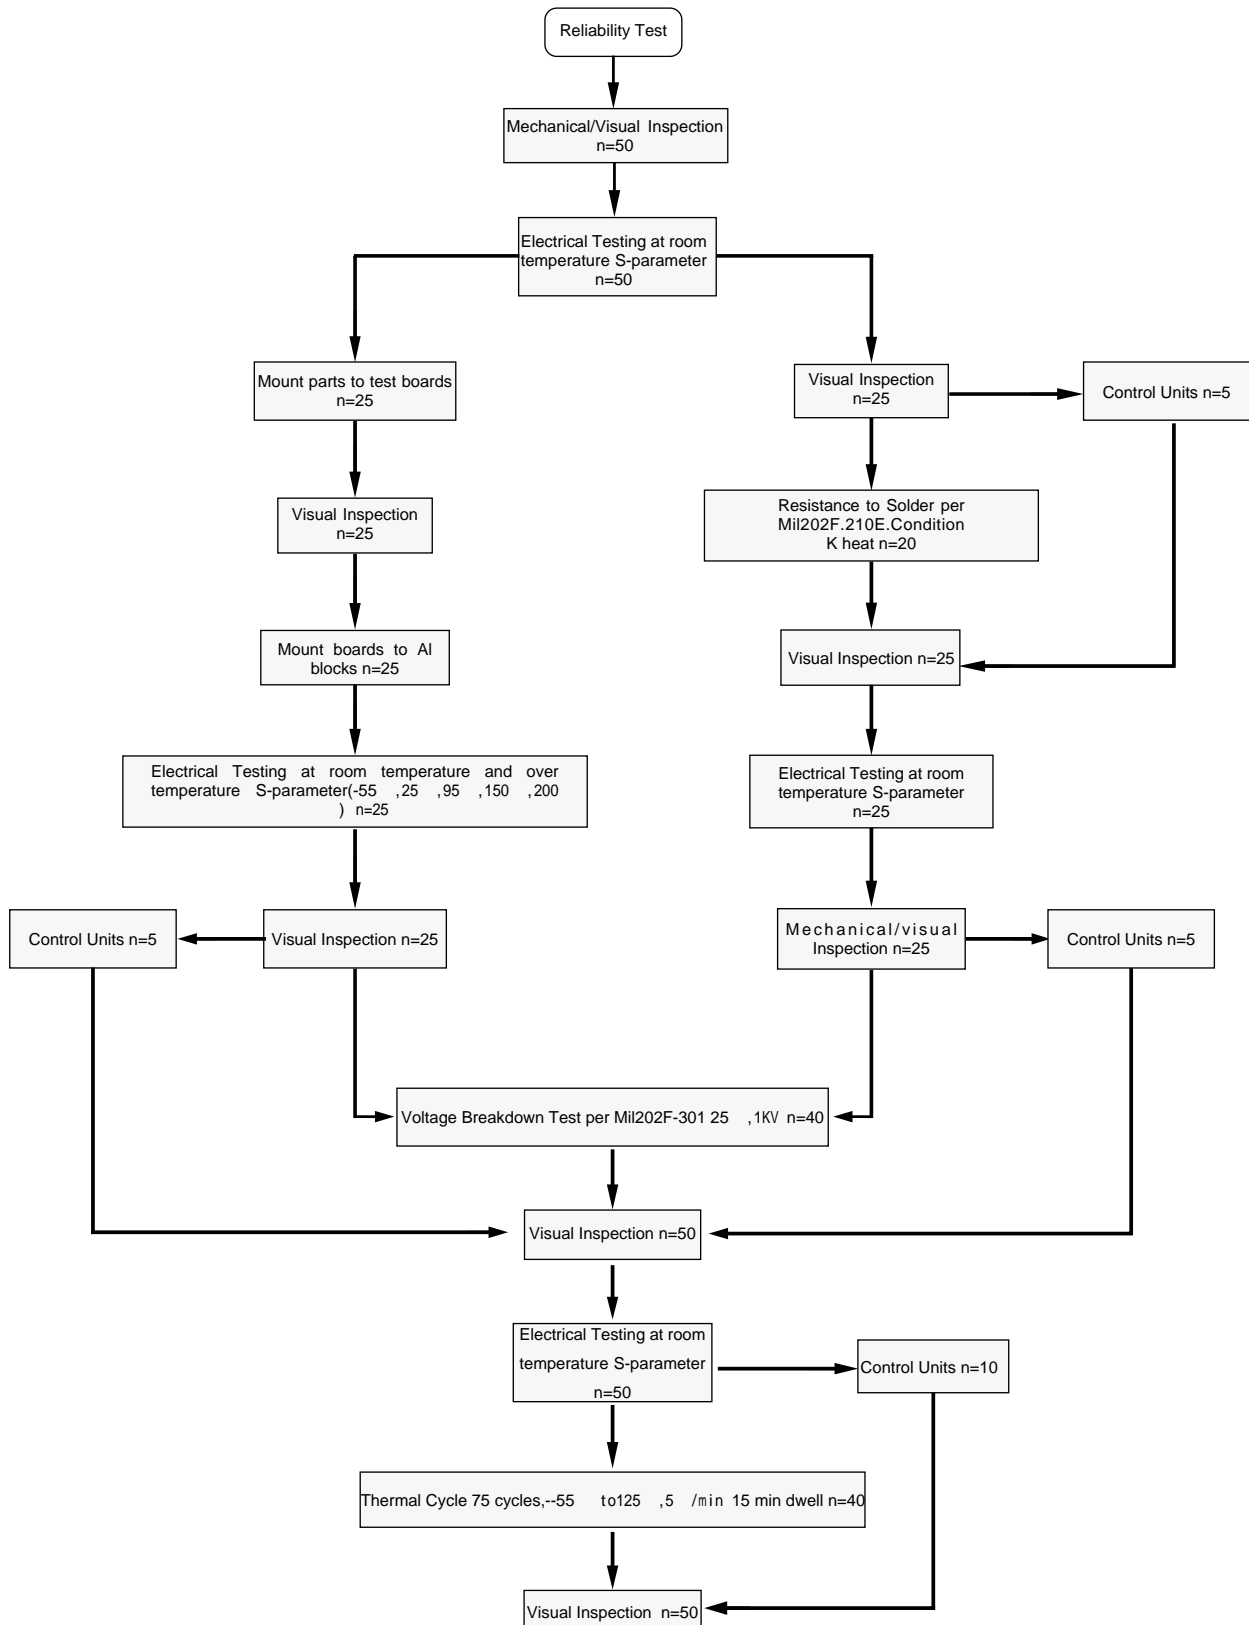 Reliability Test
Mechanical/Visual Inspection
n=50
Electrical Testing at room
temperature S-parameter
n=50
Mount parts to test boards
n=25
Visual Inspection
n=25
Control Units n=5
Visual Inspection
n=25
Resistance to Solder per
Mil202F.210E.Condition
K heat n=20
Mount boards to Al
blocks n=25
Visual Inspection n=25
Electrical Testing at room temperature and over
temperature S-parameter(-55 ,25 ,95 ,150 ,200
) n=25
Electrical Testing at room
temperature S-parameter
n=25
Control Units n=5
Visual Inspection n=25
Mechanical/visual
Inspection n=25
Control Units n=5
Voltage Breakdown Test per Mil202F-301 25 ,1KV n=40
Visual Inspection n=50
Electrical Testing at room
temperature S-parameter
n=50
Control Units n=10
Thermal Cycle 75 cycles,--55 to125 ,5 /min 15 min dwell n=40
Visual Inspection n=50